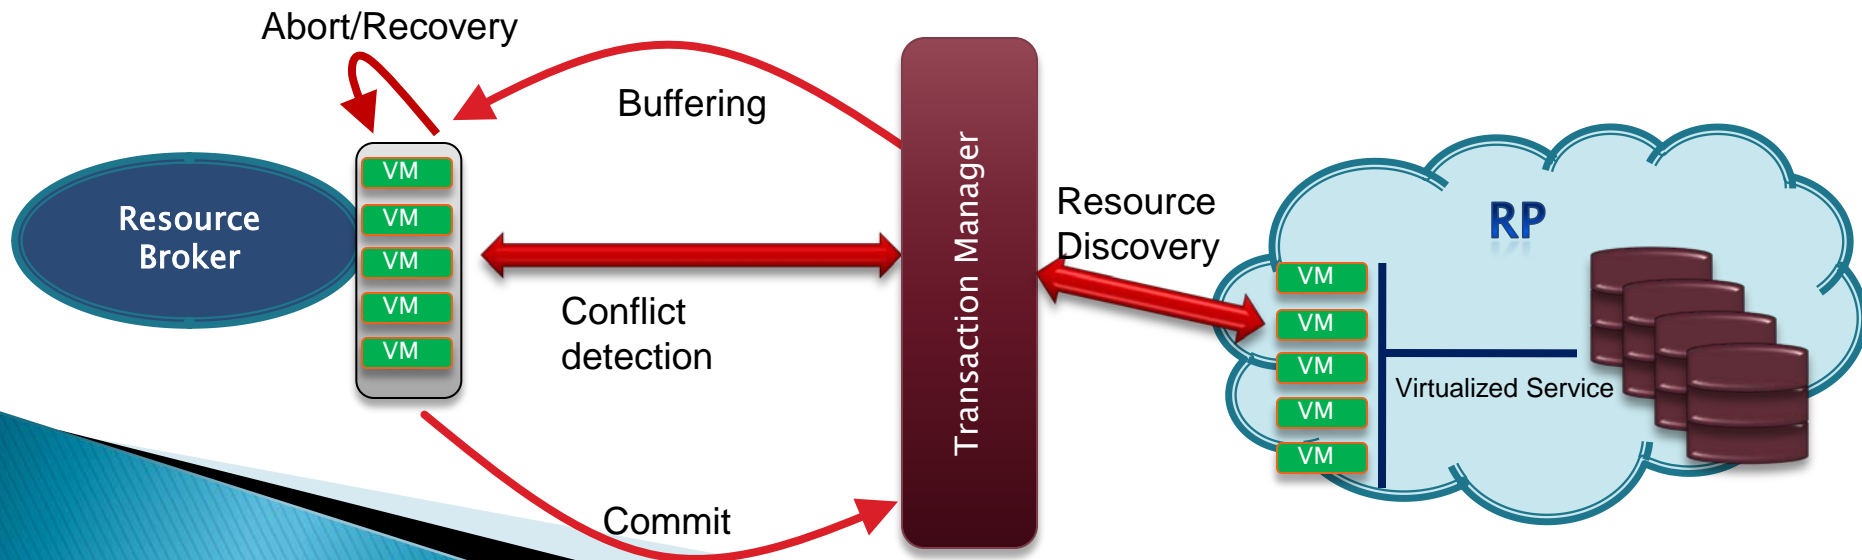 Abort/Recovery
Buffering
Resource
Broker
VM
VM
VM
VM
VM
Conflict
detection
Commit
Transaction Manager
Resource
Discovery
RP
VM
VM
VM
VM
VM
Virtualized Service